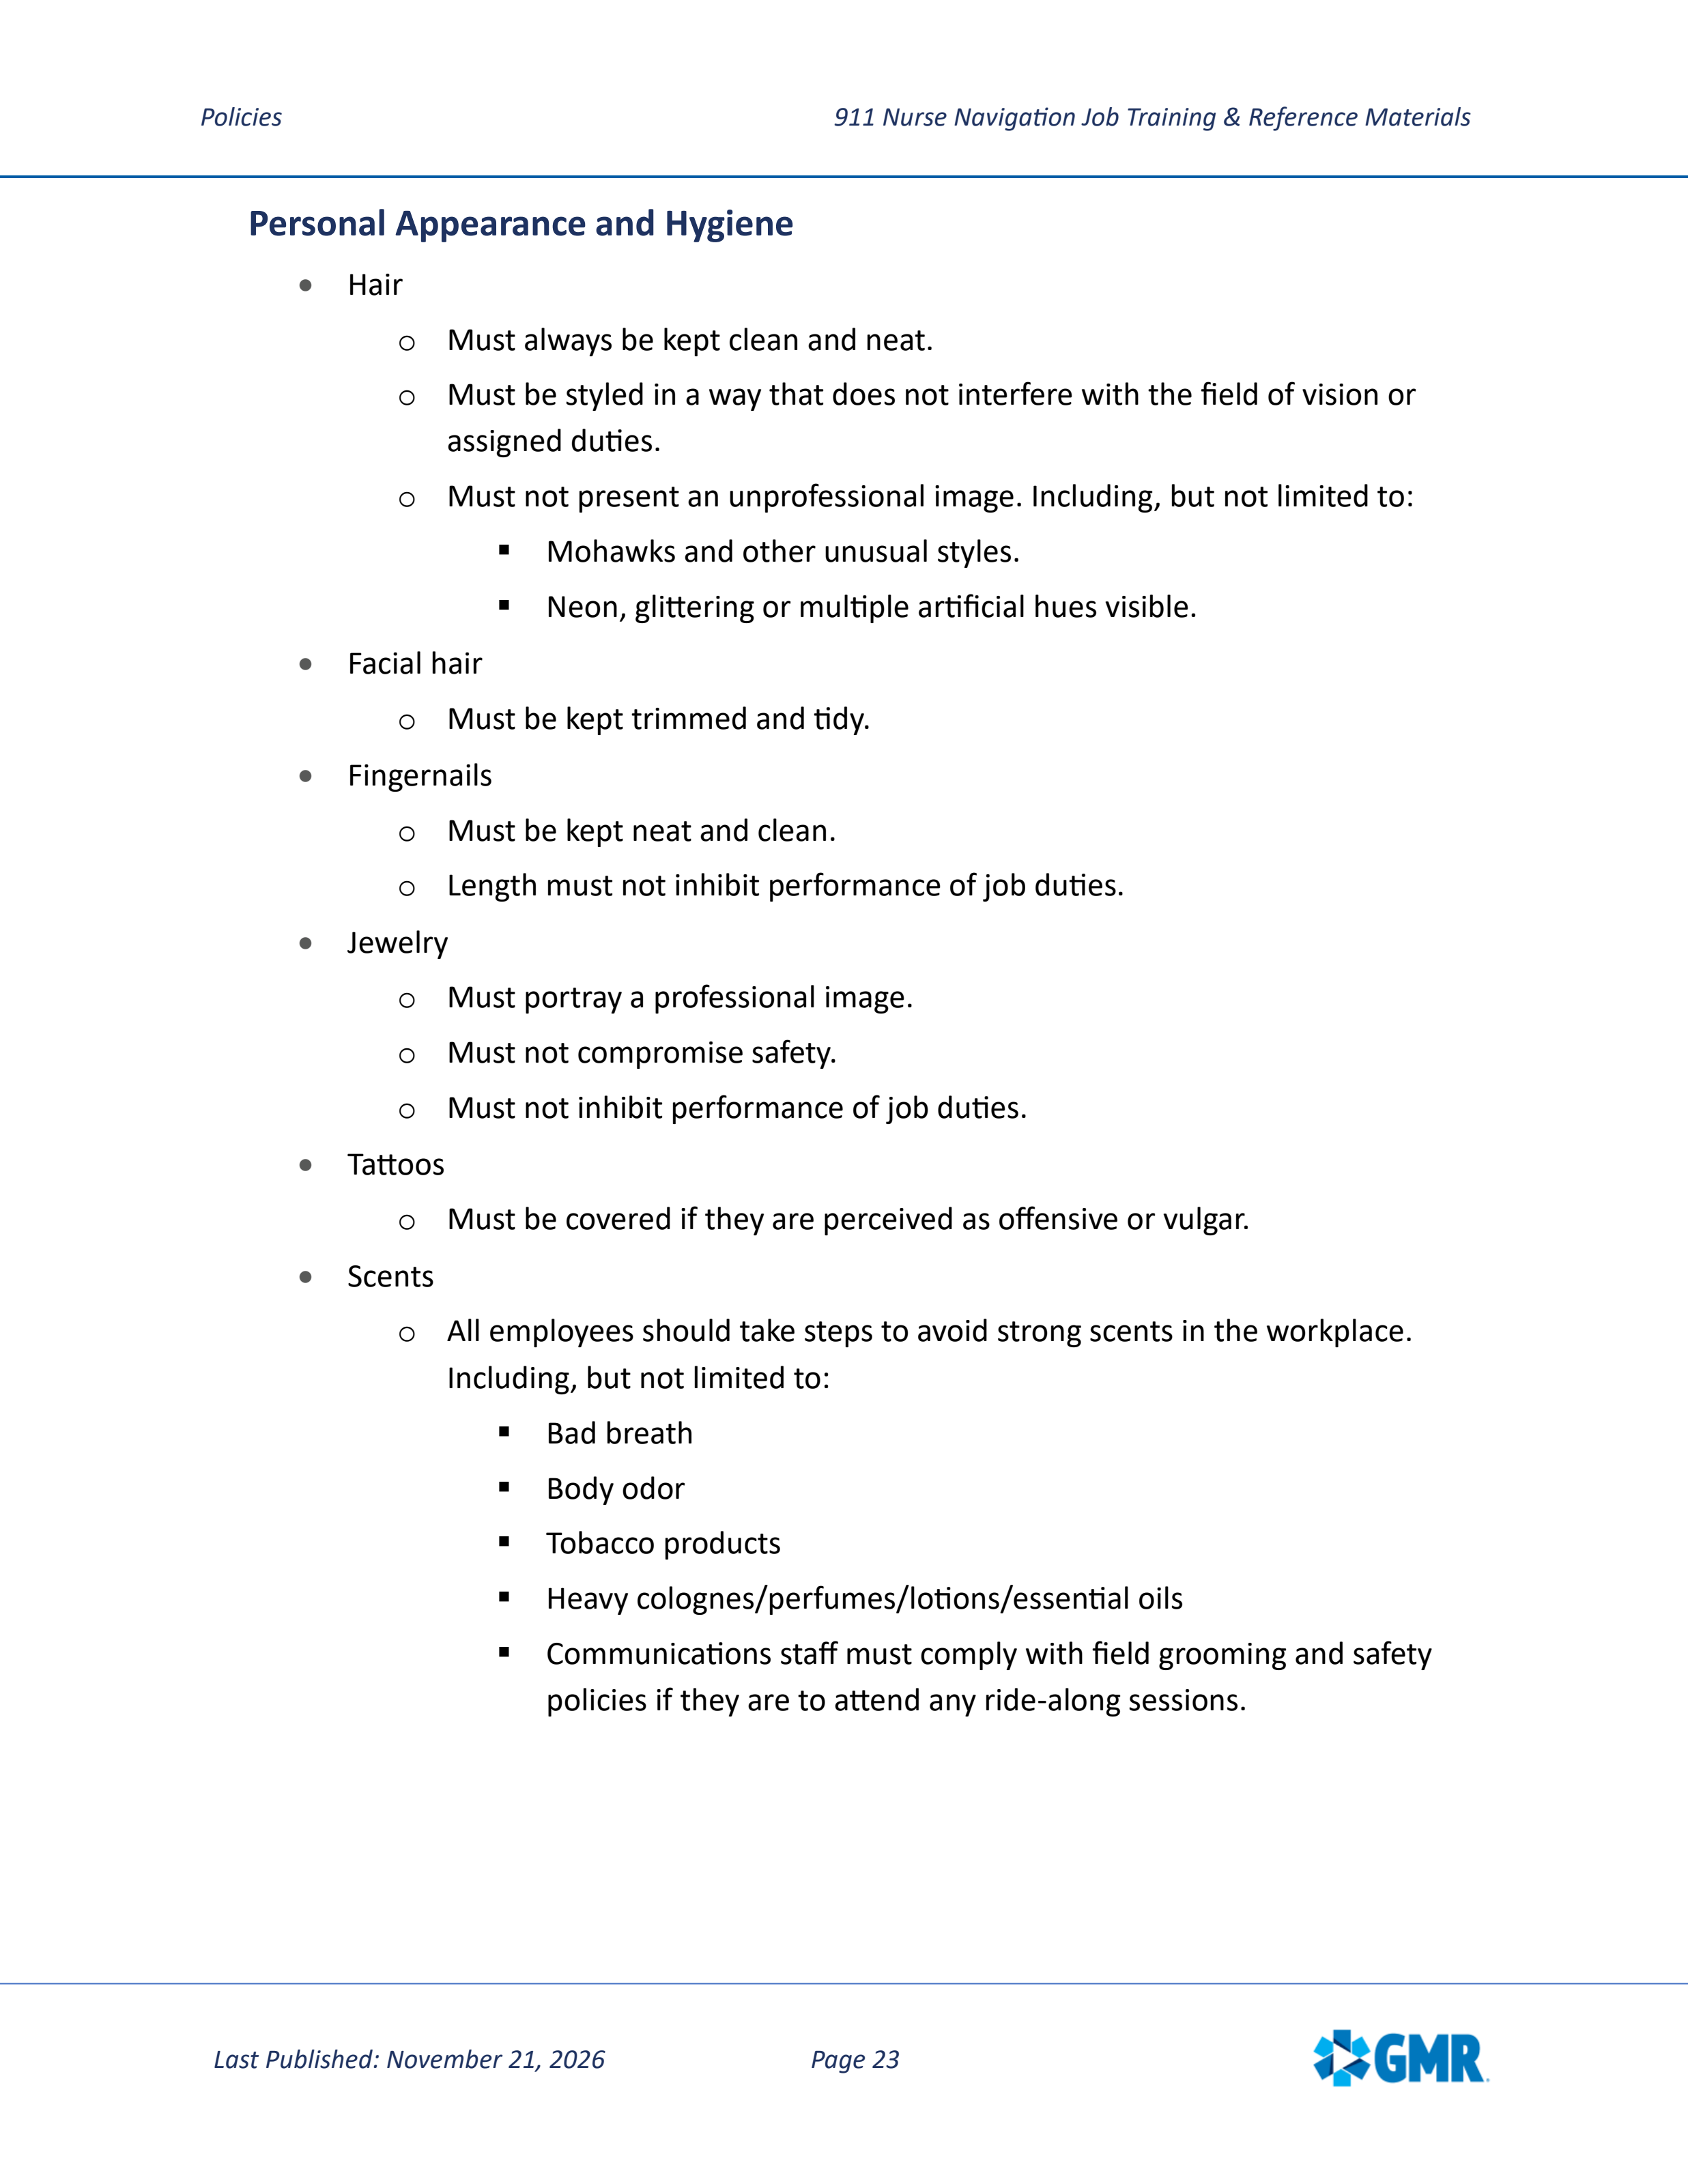 Policies
911 Nurse Navigation Job Training & Reference Materials
Personal Appearance and Hygiene
• Hair
o Must always be kept clean and neat.
o Must be styled in a way that does not interfere with the field of vision or
assigned duties.
o Must not present an unprofessional image. Including, but not limited to:
▪ Mohawks and other unusual styles.
▪ Neon, glittering or multiple artificial hues visible.
• Facial hair
o Must be kept trimmed and tidy.
• Fingernails
o Must be kept neat and clean.
o Length must not inhibit performance of job duties.
• Jewelry
o Must portray a professional image.
o Must not compromise safety.
o Must not inhibit performance of job duties.
• Tattoos
o Must be covered if they are perceived as offensive or vulgar.
• Scents
o All employees should take steps to avoid strong scents in the workplace.
Including, but not limited to:
▪ Bad breath
▪ Body odor
▪ Tobacco products
▪ Heavy colognes/perfumes/lotions/essential oils
▪ Communications staff must comply with field grooming and safety
policies if they are to attend any ride-along sessions.
Last Published: November 21, 2026
Page 23
GMR